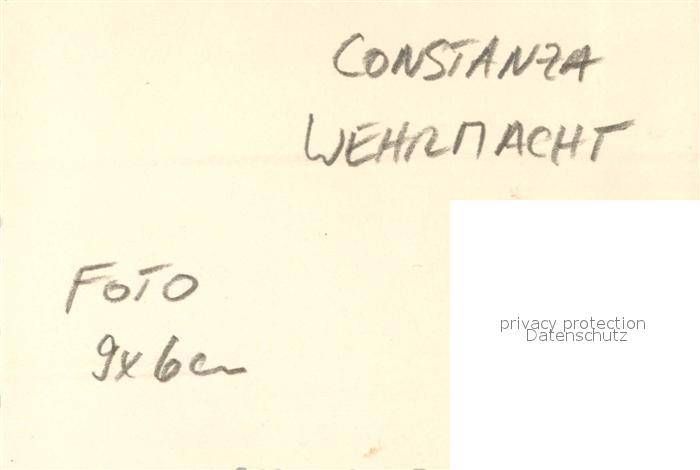 CONSTANZA
WEHRMACHT
FOTO
9x6cm
privacy protection
Datenschutz